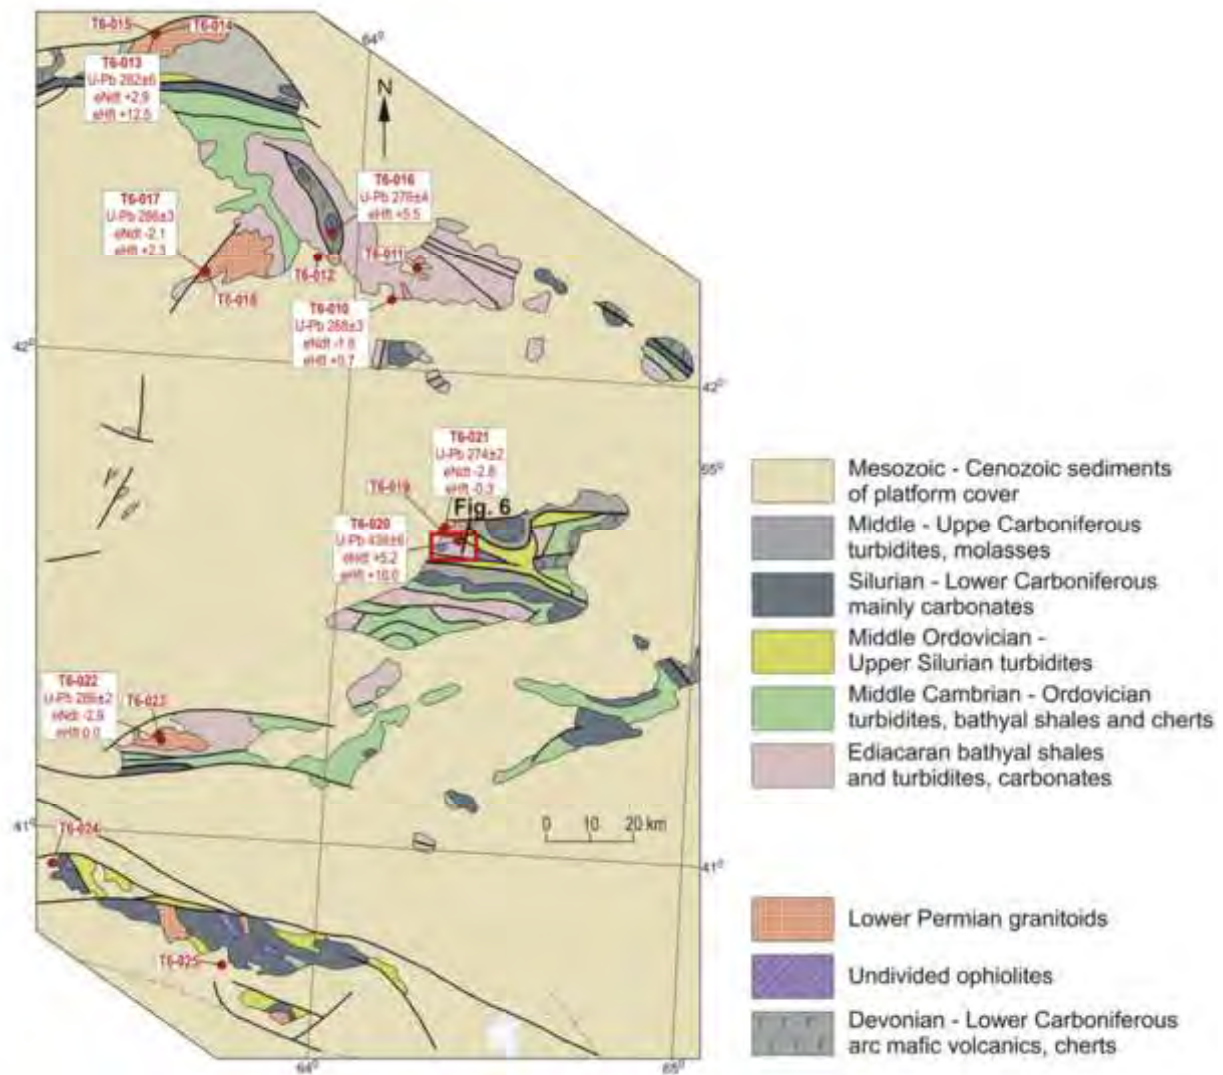 T6-015
T6-014
64°
T6-013
U-Pb 282±6
eNdt +2.9
eHft +12.5
N
T6-016
U-Pb 278±4
eHft +5.5
T6-017
U-Pb 286±3
eNdt -2.1
eHft +2.3
T6-011
T6-012
T6-018
T6-010
U-Pb 288±3
eNdt -1.8
eHft +0.7
42°
42°
T6-021
U-Pb 274±2
eNdt -2.8
eHft -0.3
65°
T6-019
Fig. 6
T6-020
U-Pb 438±6
eNdt +5.2
eHft +16.0
T6-022
U-Pb 286±2
eNdt -2.9
eHft 0.0
T6-023
0 10 20 km
41°
T6-024
41°
T6-025
64°
65°
Mesozoic - Cenozoic sediments
of platform cover
Middle - Uppe Carboniferous
turbidites, molasses
Silurian - Lower Carboniferous
mainly carbonates
Middle Ordovician -
Upper Silurian turbidites
Middle Cambrian - Ordovician
turbidites, bathyal shales and cherts
Ediacaran bathyal shales
and turbidites, carbonates
Lower Permian granitoids
Undivided ophiolites
Devonian - Lower Carboniferous
arc mafic volcanics, cherts